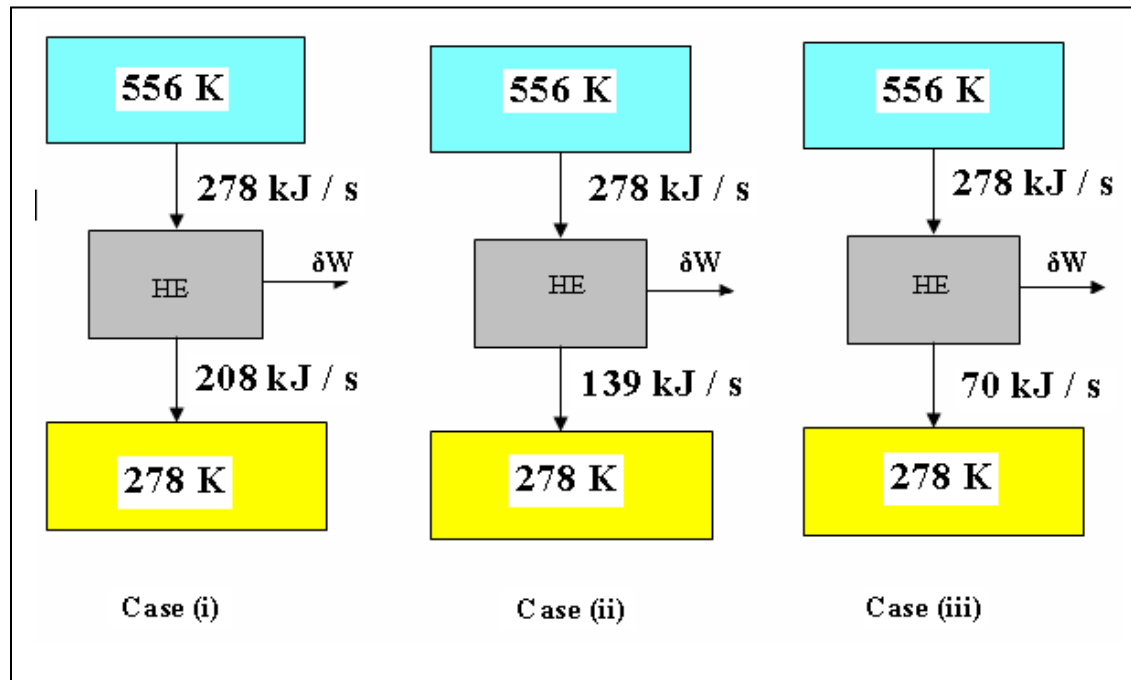 556 K
278 kJ / s
HE
δW
208 kJ / s
278 K
Case (i)
556 K
278 kJ / s
HE
δW
139 kJ / s
278 K
Case (ii)
556 K
278 kJ / s
HE
δW
70 kJ / s
278 K
Case (iii)